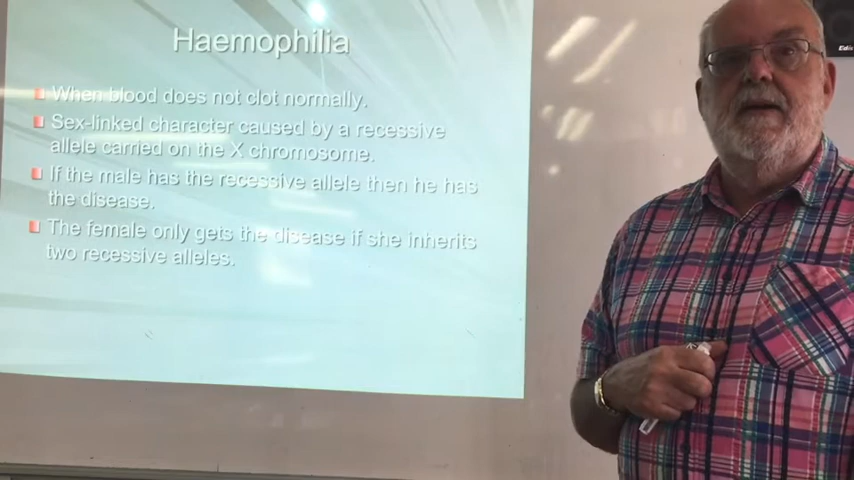 Haemophilia
When blood does not clot normally.
Sex-linked character caused by a recessive
allele carried on the X chromosome.
If the male has the recessive allele then he has
the disease.
The female only gets the disease if she inherits
two recessive alleles.